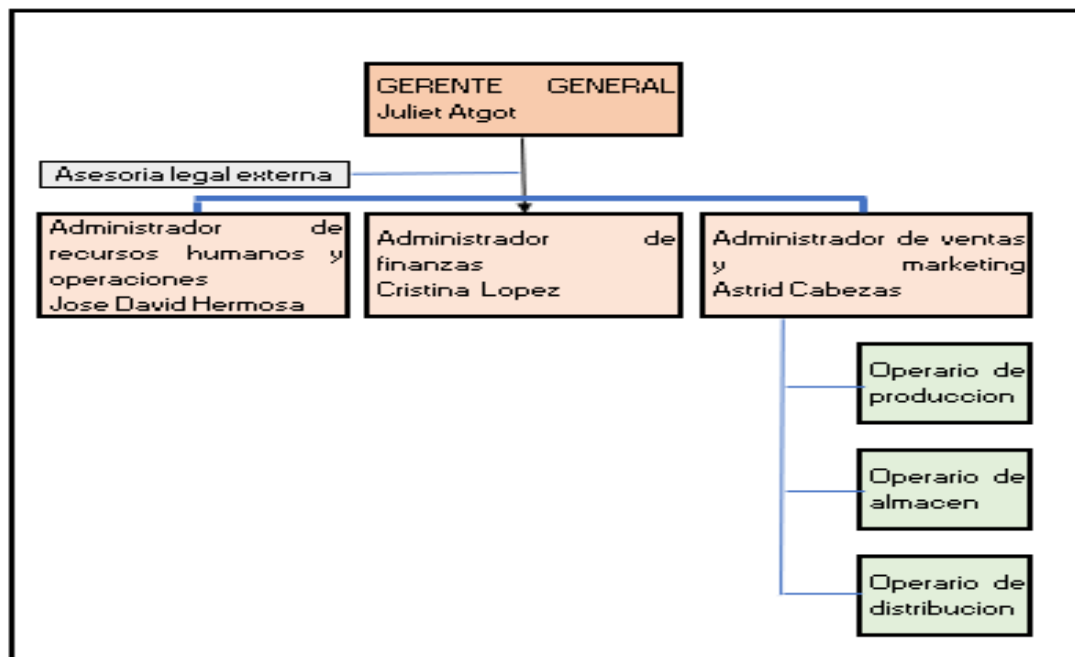 GERENTE GENERAL
Juliet Atgot
Asesoria legal externa
Administrador de
recursos humanos y
operaciones
Jose David Hermosa
Administrador de
finanzas
Cristina Lopez
Administrador de ventas
y marketing
Astrid Cabezas
Operario de
produccion
Operario de
almacen
Operario de
distribucion